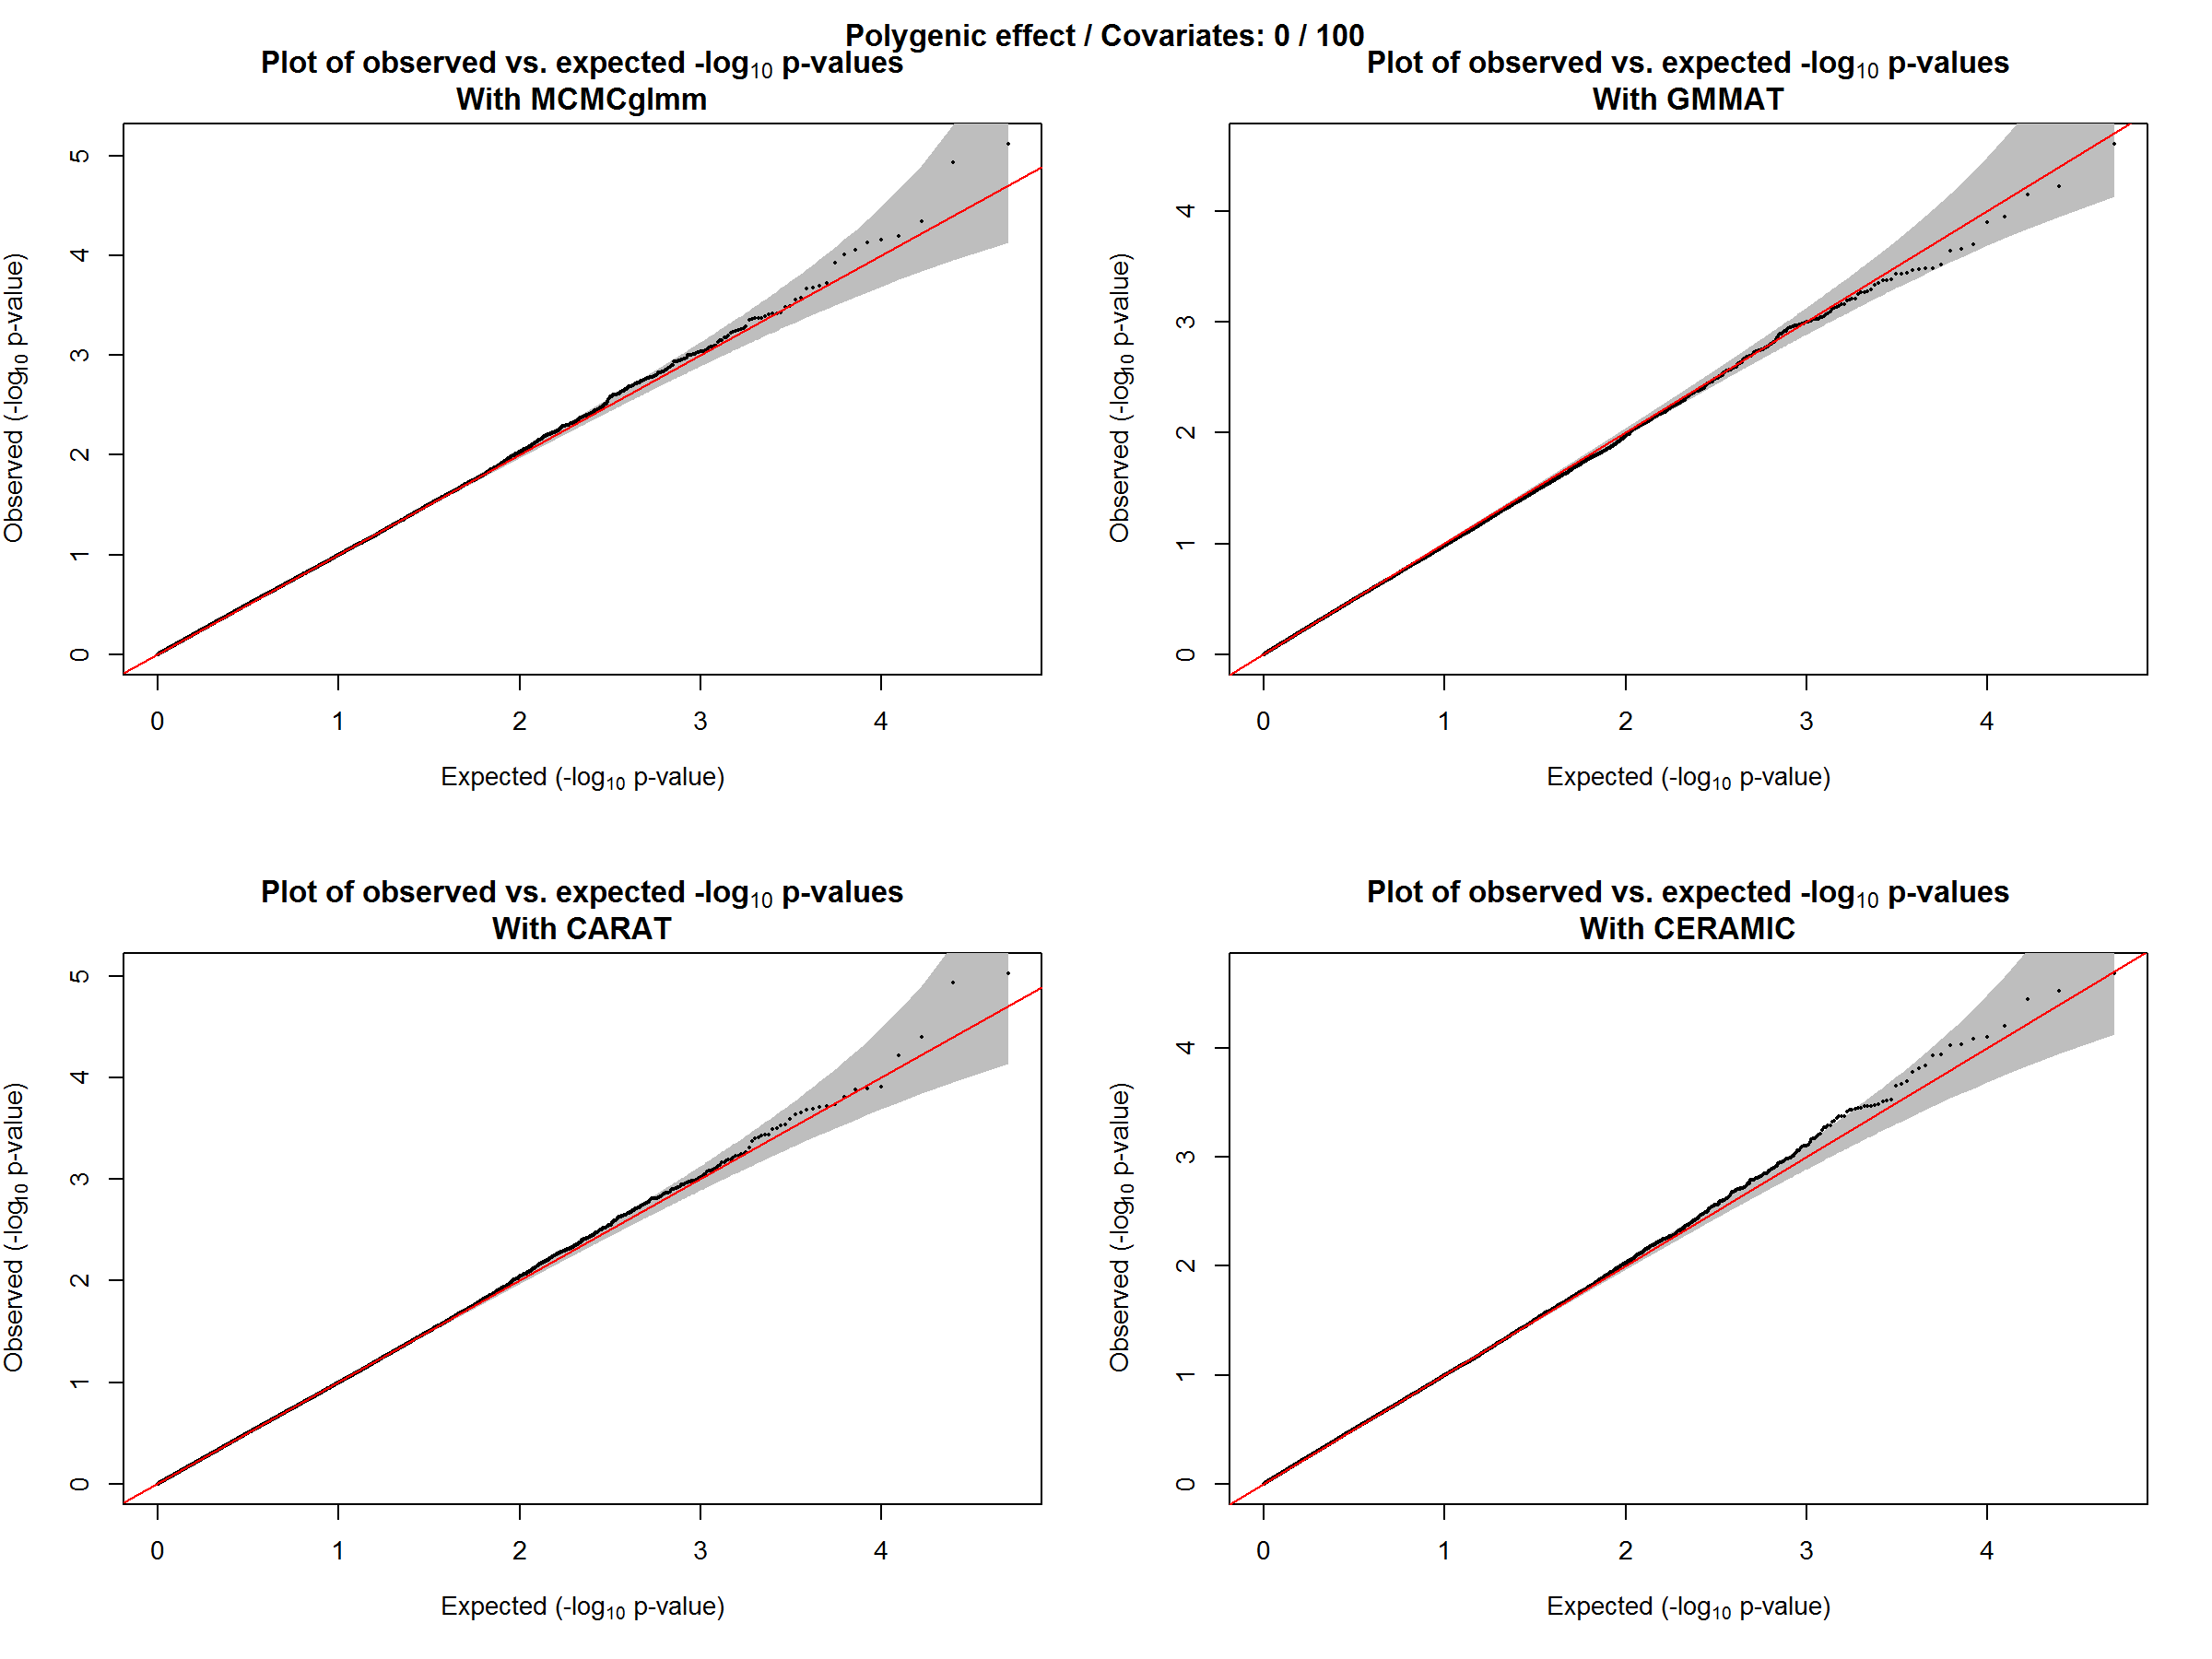 Polygenic effect / Covariates: 0 / 100
Plot of observed vs. expected -log10 p-values
With MCMCglmm
Observed (-log10 p-value)
5
4
3
2
1
0
0 1 2 3 4
Expected (-log10 p-value)
Plot of observed vs. expected -log10 p-values
With GMMAT
Observed (-log10 p-value)
4
3
2
1
0
0 1 2 3 4
Expected (-log10 p-value)
Plot of observed vs. expected -log10 p-values
With CARAT
Observed (-log10 p-value)
5
4
3
2
1
0
0 1 2 3 4
Expected (-log10 p-value)
Plot of observed vs. expected -log10 p-values
With CERAMIC
Observed (-log10 p-value)
4
3
2
1
0
0 1 2 3 4
Expected (-log10 p-value)